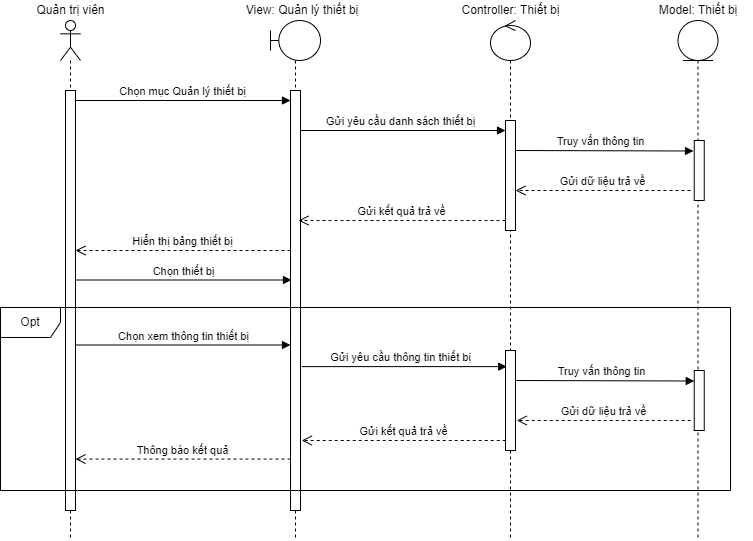 Quản trị viên
View: Quản lý thiết bị
Controller: Thiết bị
Model: Thiết bị
Chọn mục Quản lý thiết bị
Gửi yêu cầu danh sách thiết bị
Truy vấn thông tin
Gửi dữ liệu trả về
Gửi kết quả trả về
Hiển thị bảng thiết bị
Chọn thiết bị
Opt
Chọn xem thông tin thiết bị
Gửi yêu cầu thông tin thiết bị
Truy vấn thông tin
Gửi dữ liệu trả về
Gửi kết quả trả về
Thông báo kết quả